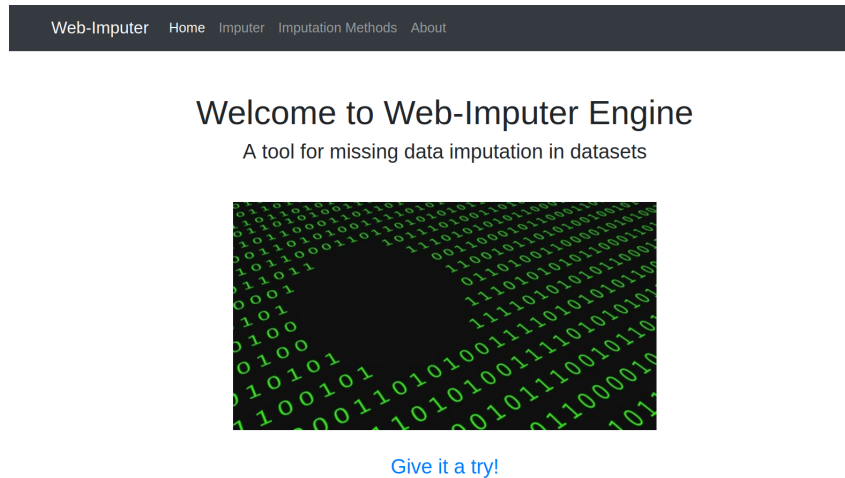 Web-Imputer Home Imputer Imputation Methods About
Welcome to Web-Imputer Engine
A tool for missing data imputation in datasets
Give it a try!